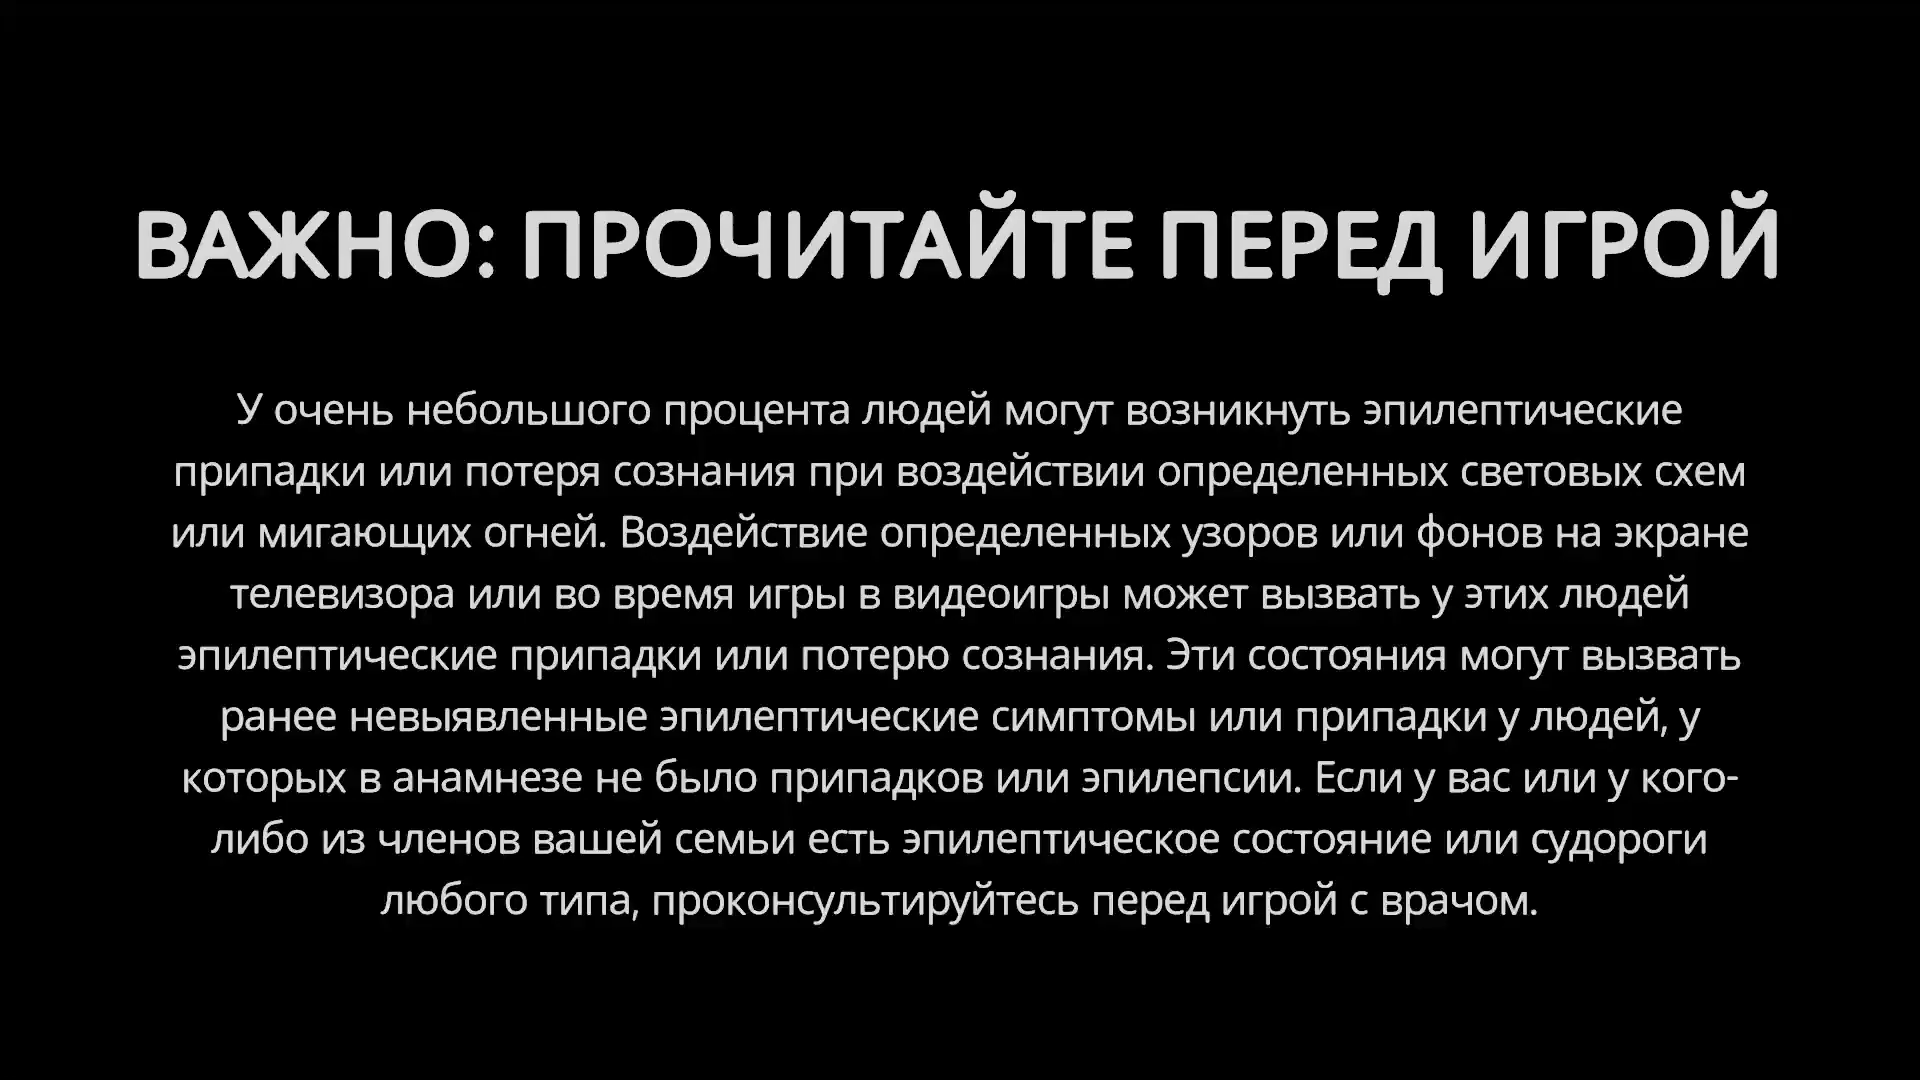 ВАЖНО: ПРОЧИТАЙТЕ ПЕРЕД ИГРОЙ
У очень небольшого процента людей могут возникнуть эпилептические
припадки или потеря сознания при воздействии определенных световых схем
или мигающих огней. Воздействие определенных узоров или фонов на экране
телевизора или во время игры в видеоигры может вызвать у этих людей
эпилептические припадки или потерю сознания. Эти состояния могут вызвать
ранее невыявленные эпилептические симптомы или припадки у людей, у
которых в анамнезе не было припадков или эпилепсии. Если у вас или у кого-
либо из членов вашей семьи есть эпилептическое состояние или судороги
любого типа, проконсультируйтесь перед игрой с врачом.